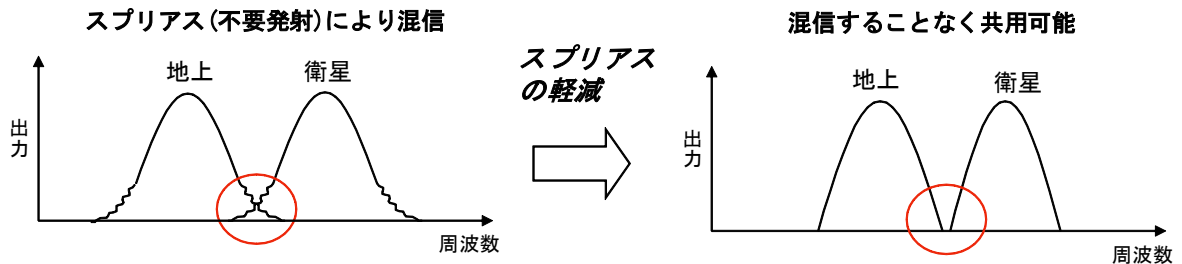 スプリアス(不要発射)により混信
地上
衛星
出力
周波数
スプリアス
の軽減
混信することなく共用可能
地上
衛星
出力
周波数